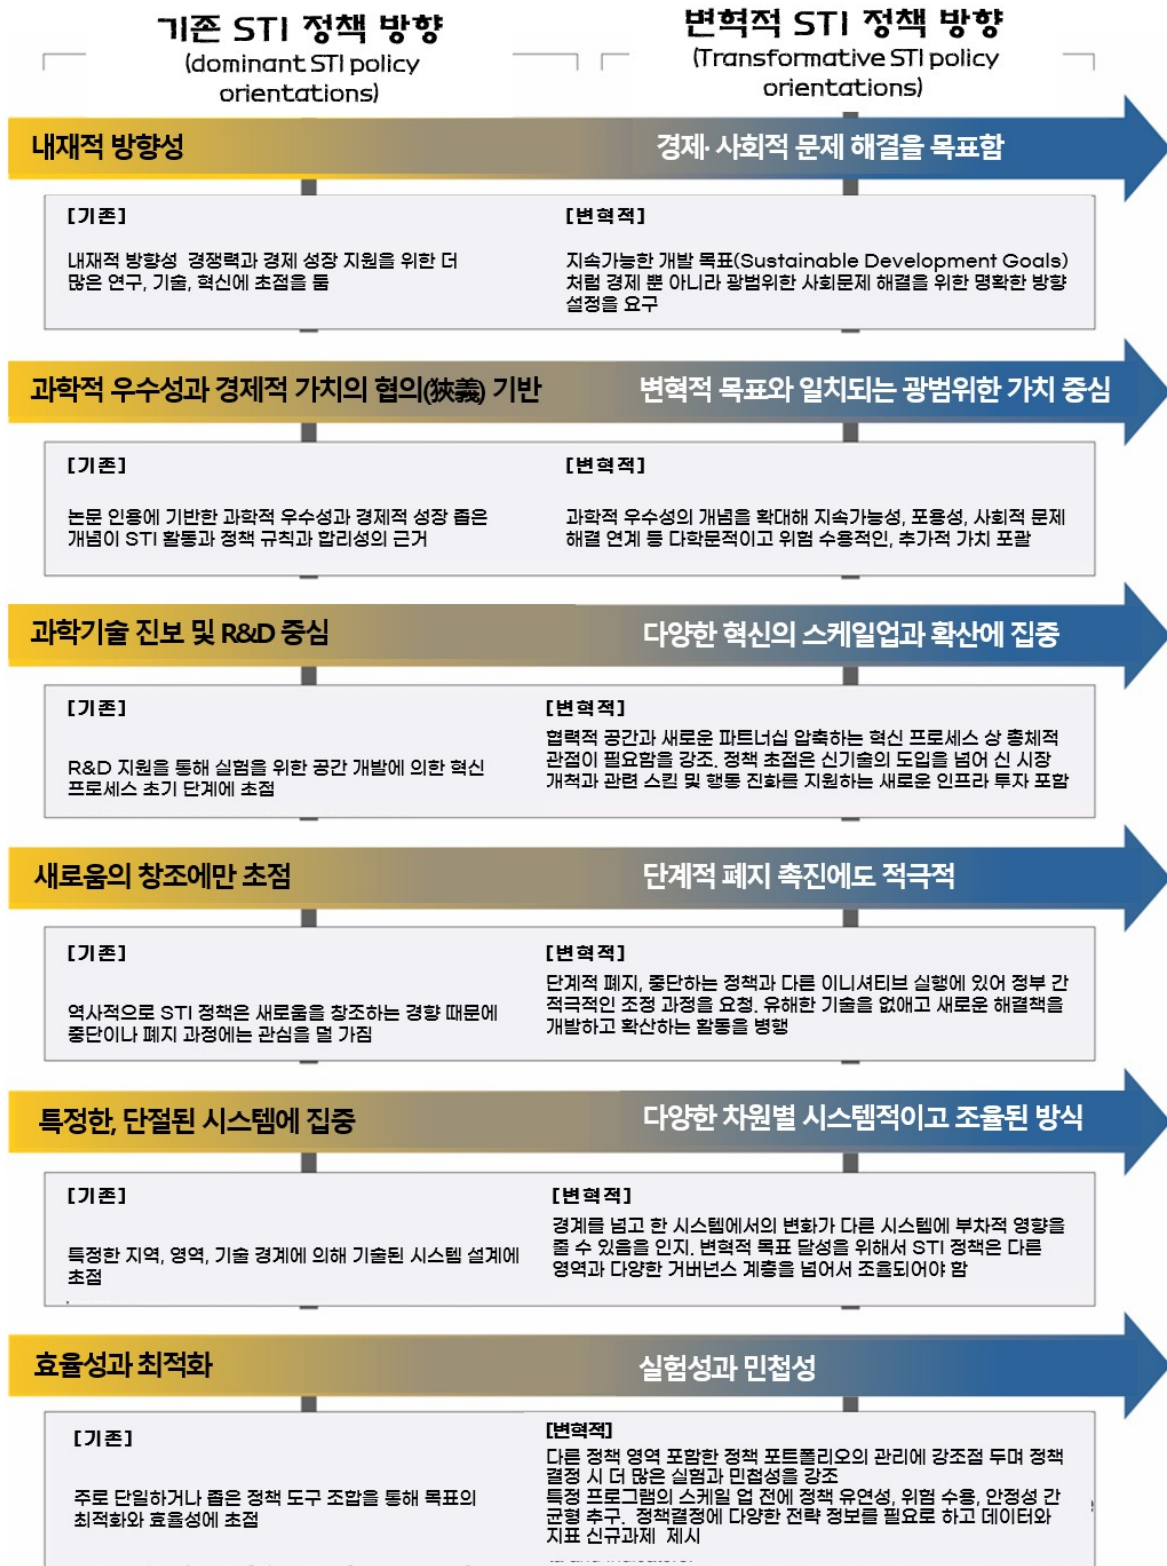 기존 STI 정책 방향
(dominant STI policy
orientations)
변혁적 STI 정책 방향
(Transformative STI policy
orientations)
내재적 방향성
경제· 사회적 문제 해결을 목표함
[기존]
내재적 방향성 경쟁력과 경제 성장 지원을 위한 더
많은 연구, 기술, 혁신에 초점을 둠
[변혁적]
지속가능한 개발 목표(Sustainable Development Goals)
처럼 경제 뿐 아니라 광범위한 사회문제 해결을 위한 명확한 방향
설정을 요구
과학적 우수성과 경제적 가치의 협의(狹義) 기반
변혁적 목표와 일치되는 광범위한 가치 중심
[기존]
논문 인용에 기반한 과학적 우수성과 경제적 성장 좁은
개념이 STI 활동과 정책 규칙과 합리성의 근거
[변혁적]
과학적 우수성의 개념을 확대해 지속가능성, 포용성, 사회적 문제
해결 연계 등 다학문적이고 위험 수용적인, 추가적 가치 포괄
과학기술 진보 및 R&D 중심
다양한 혁신의 스케일업과 확산에 집중
[기존]
R&D 지원을 통해 실험을 위한 공간 개발에 의한 혁신
프로세스 초기 단계에 초점
[변혁적]
협력적 공간과 새로운 파트너십 압축하는 혁신 프로세스 상 총체적
관점이 필요함을 강조. 정책 초점은 신기술의 도입을 넘어 신 시장
개척과 관련 스킬 및 행동 진화를 지원하는 새로운 인프라 투자 포함
새로움의 창조에만 초점
단계적 폐지 촉진에도 적극적
[기존]
역사적으로 STI 정책은 새로움을 창조하는 경향 때문에
중단이나 폐지 과정에는 관심을 덜 가짐
[변혁적]
단계적 폐지, 중단하는 정책과 다른 이니셔티브 실행에 있어 정부 간
적극적인 조정 과정을 요청. 유해한 기술을 없애고 새로운 해결책을
개발하고 확산하는 활동을 병행
특정한, 단절된 시스템에 집중
다양한 차원별 시스템적이고 조율된 방식
[기존]
특정한 지역, 영역, 기술 경계에 의해 기술된 시스템 설계에
초점
[변혁적]
경계를 넘고 한 시스템에서의 변화가 다른 시스템에 부차적 영향을
줄 수 있음을 인지. 변혁적 목표 달성을 위해서 STI 정책은 다른
영역과 다양한 거버넌스 계층을 넘어서 조율되어야 함
효율성과 최적화
실험성과 민첩성
[기존]
주로 단일하거나 좁은 정책 도구 조합을 통해 목표의
최적화와 효율성에 초점
[변혁적]
다른 정책 영역 포함한 정책 포트폴리오의 관리에 강조점 두며 정책
결정 시 더 많은 실험과 민첩성을 강조
특정 프로그램의 스케일 업 전에 정책 유연성, 위험 수용, 안정성 간
균형 추구. 정책결정에 다양한 전략 정보를 필요로 하고 데이터와
지표 신규과제 제시